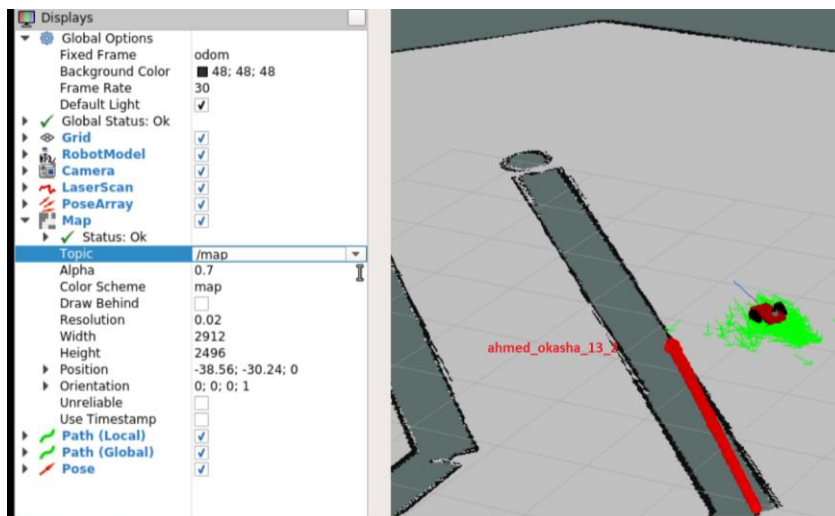 Displays
Global Options
Fixed Frame odom
Background Color 48; 48; 48
Frame Rate 30
Default Light
Global Status: Ok
Grid
RobotModel
Camera
LaserScan
PoseArray
Map
Status: Ok
Topic /map
Alpha 0.7
Color Scheme map
Draw Behind
Resolution 0.02
Width 2912
Height 2496
Position -38.56; -30.24; 0
Orientation 0; 0; 0; 1
Unreliable
Use Timestamp
Path (Local)
Path (Global)
Pose
ahmed_okasha_13_2